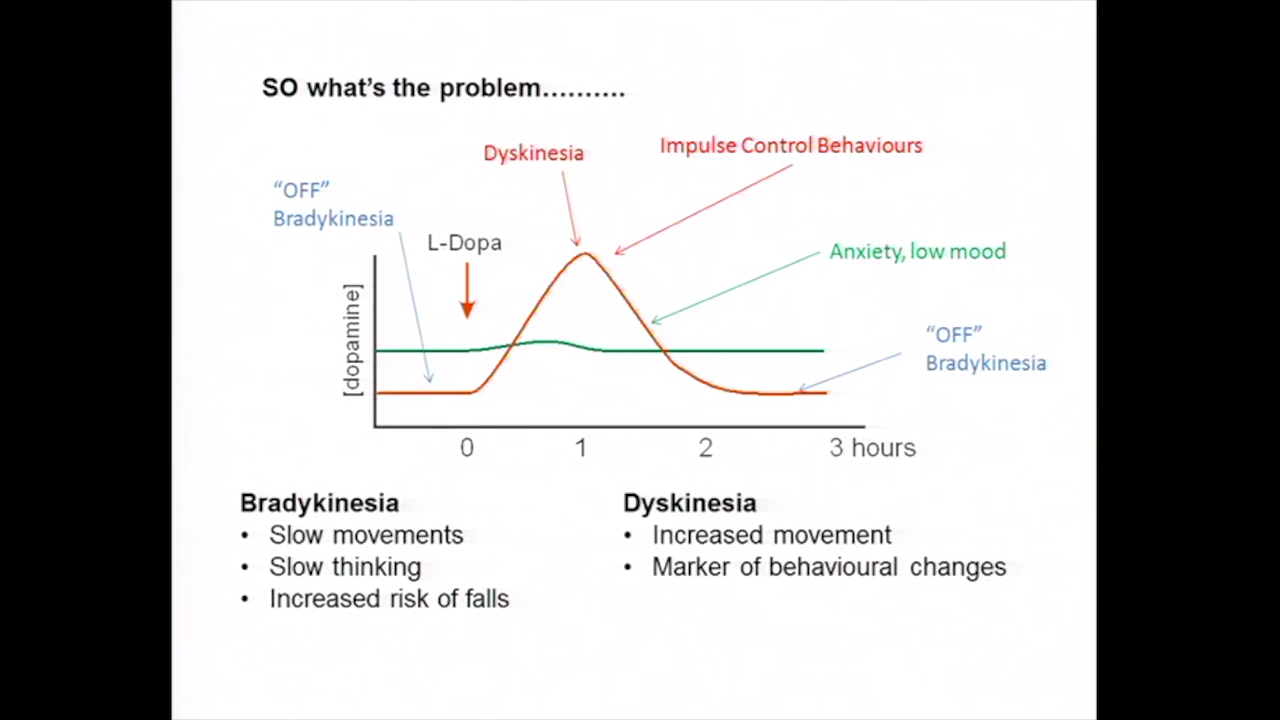 SO what's the problem……….
Dyskinesia
Impulse Control Behaviours
“OFF”
Bradykinesia
L-Dopa
Anxiety, low mood
[dopamine]
“OFF”
Bradykinesia
0 1 2 3 hours
Bradykinesia
• Slow movements
• Slow thinking
• Increased risk of falls
Dyskinesia
• Increased movement
• Marker of behavioural changes